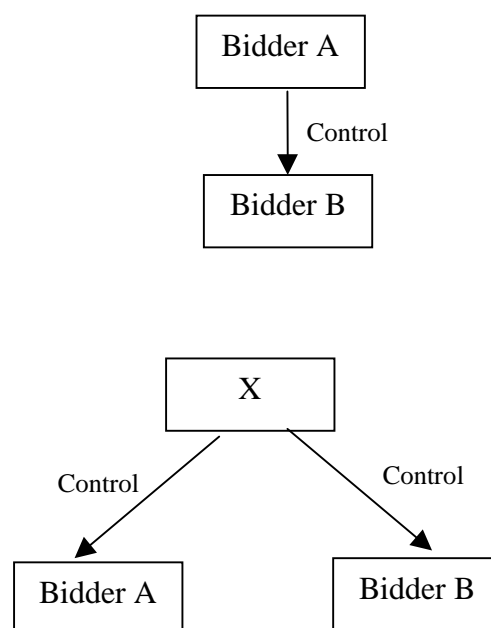 Bidder A
Control
Bidder B
X
Control
Control
Bidder A
Bidder B